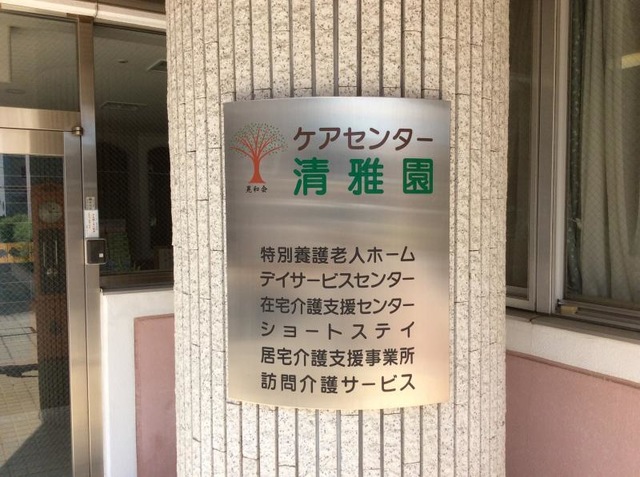 ケアセンター
清雅園
晃和会
特別養護老人ホーム
デイサービスセンター
在宅介護支援センター
ショートステイ
居宅介護支援事業所
訪問介護サービス